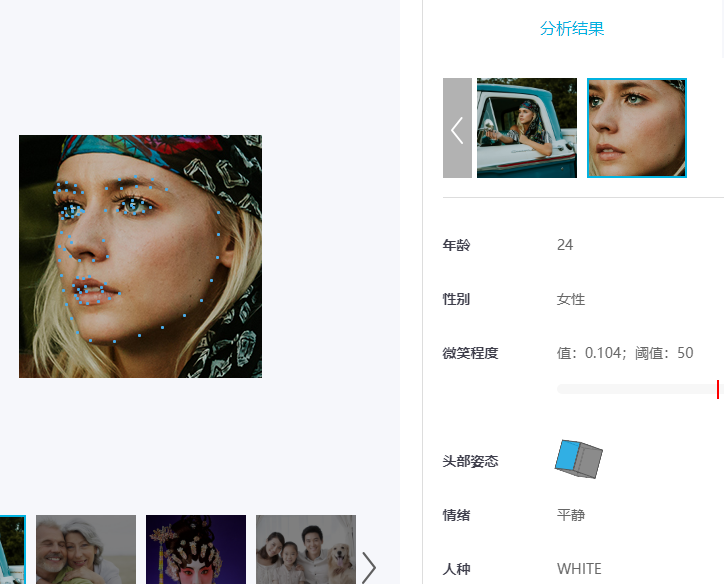 分析结果
年龄 24
性别 女性
微笑程度 值：0.104；阈值：50
头部姿态
情绪 平静
人种 WHITE